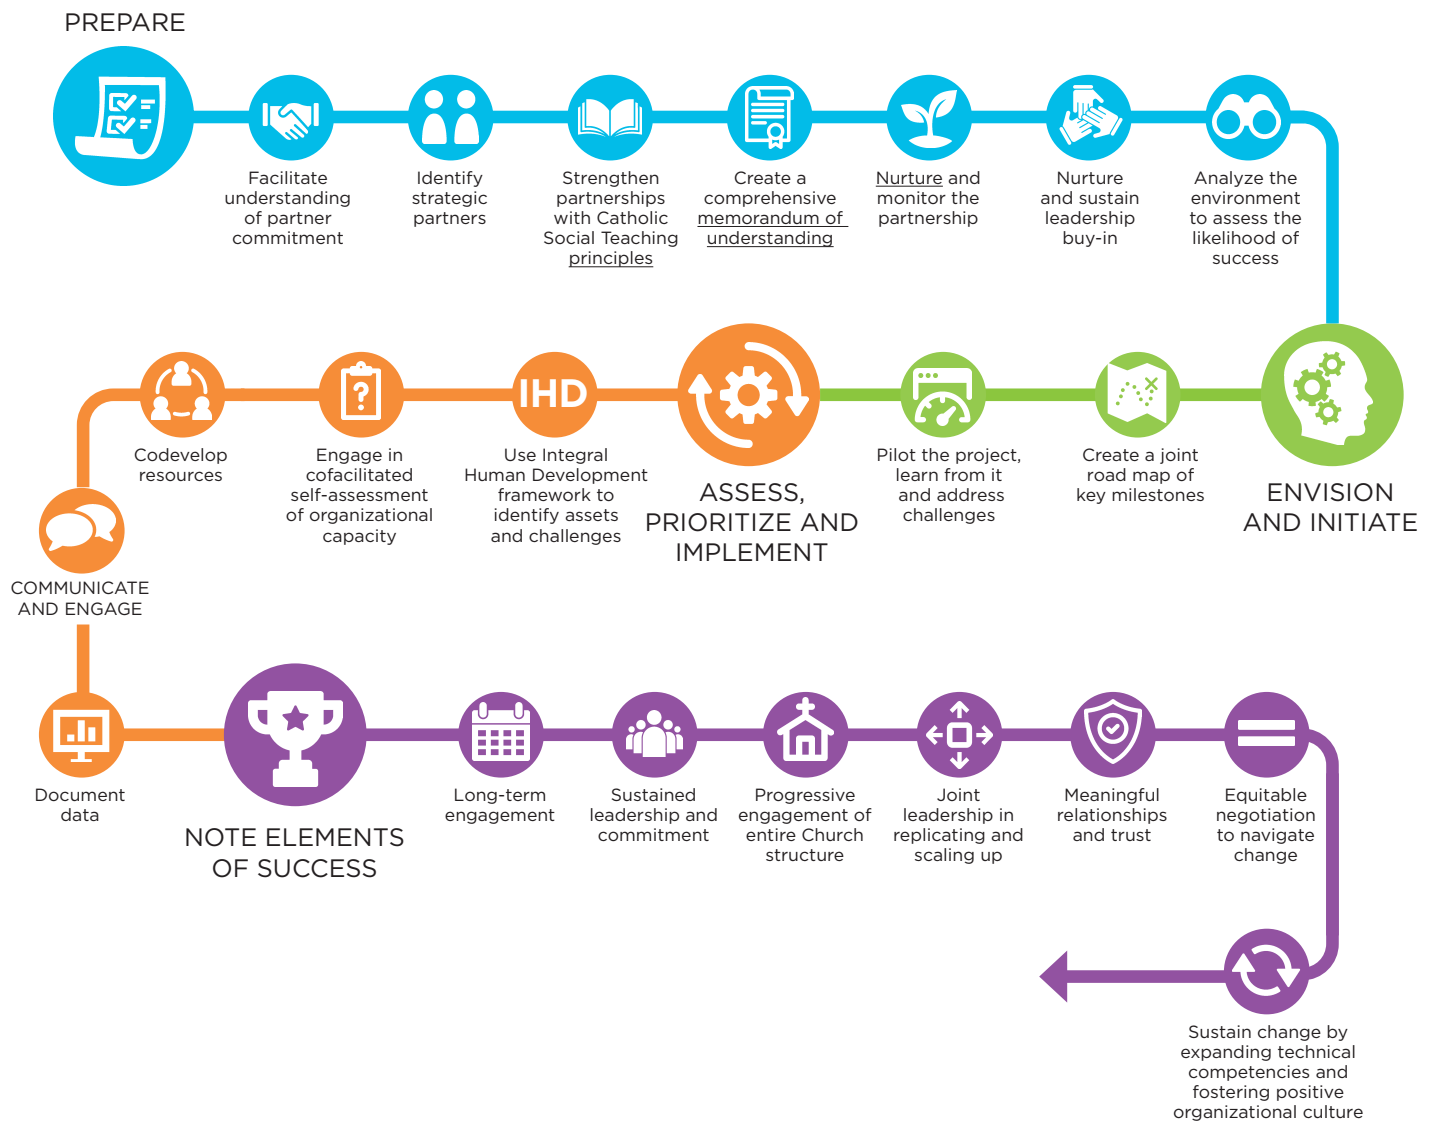 PREPARE
Facilitate
understanding
of partner
commitment
Identify
strategic
partners
Strengthen
partnerships
with Catholic
Social Teaching
principles
Create a
comprehensive
memorandum of
understanding
Nurture and
monitor the
partnership
Nurture
and sustain
leadership
buy-in
Analyze the
environment
to assess the
likelihood of
success
ENVISION
AND INITIATE
Create a joint
road map of
key milestones
Pilot the project,
learn from it
and address
challenges
ASSESS,
PRIORITIZE AND
IMPLEMENT
IHD
Use Integral
Human Development
framework to
identify assets
and challenges
?
Engage in
cofacilitated
self-assessment
of organizational
capacity
Codevelop
resources
COMMUNICATE
AND ENGAGE
Document
data
NOTE ELEMENTS
OF SUCCESS
Long-term
engagement
Sustained
leadership and
commitment
Progressive
engagement of
entire Church
structure
Joint
leadership in
replicating and
scaling up
Meaningful
relationships
and trust
Equitable
negotiation
to navigate
change
Sustain change by
expanding technical
competencies and
fostering positive
organizational culture